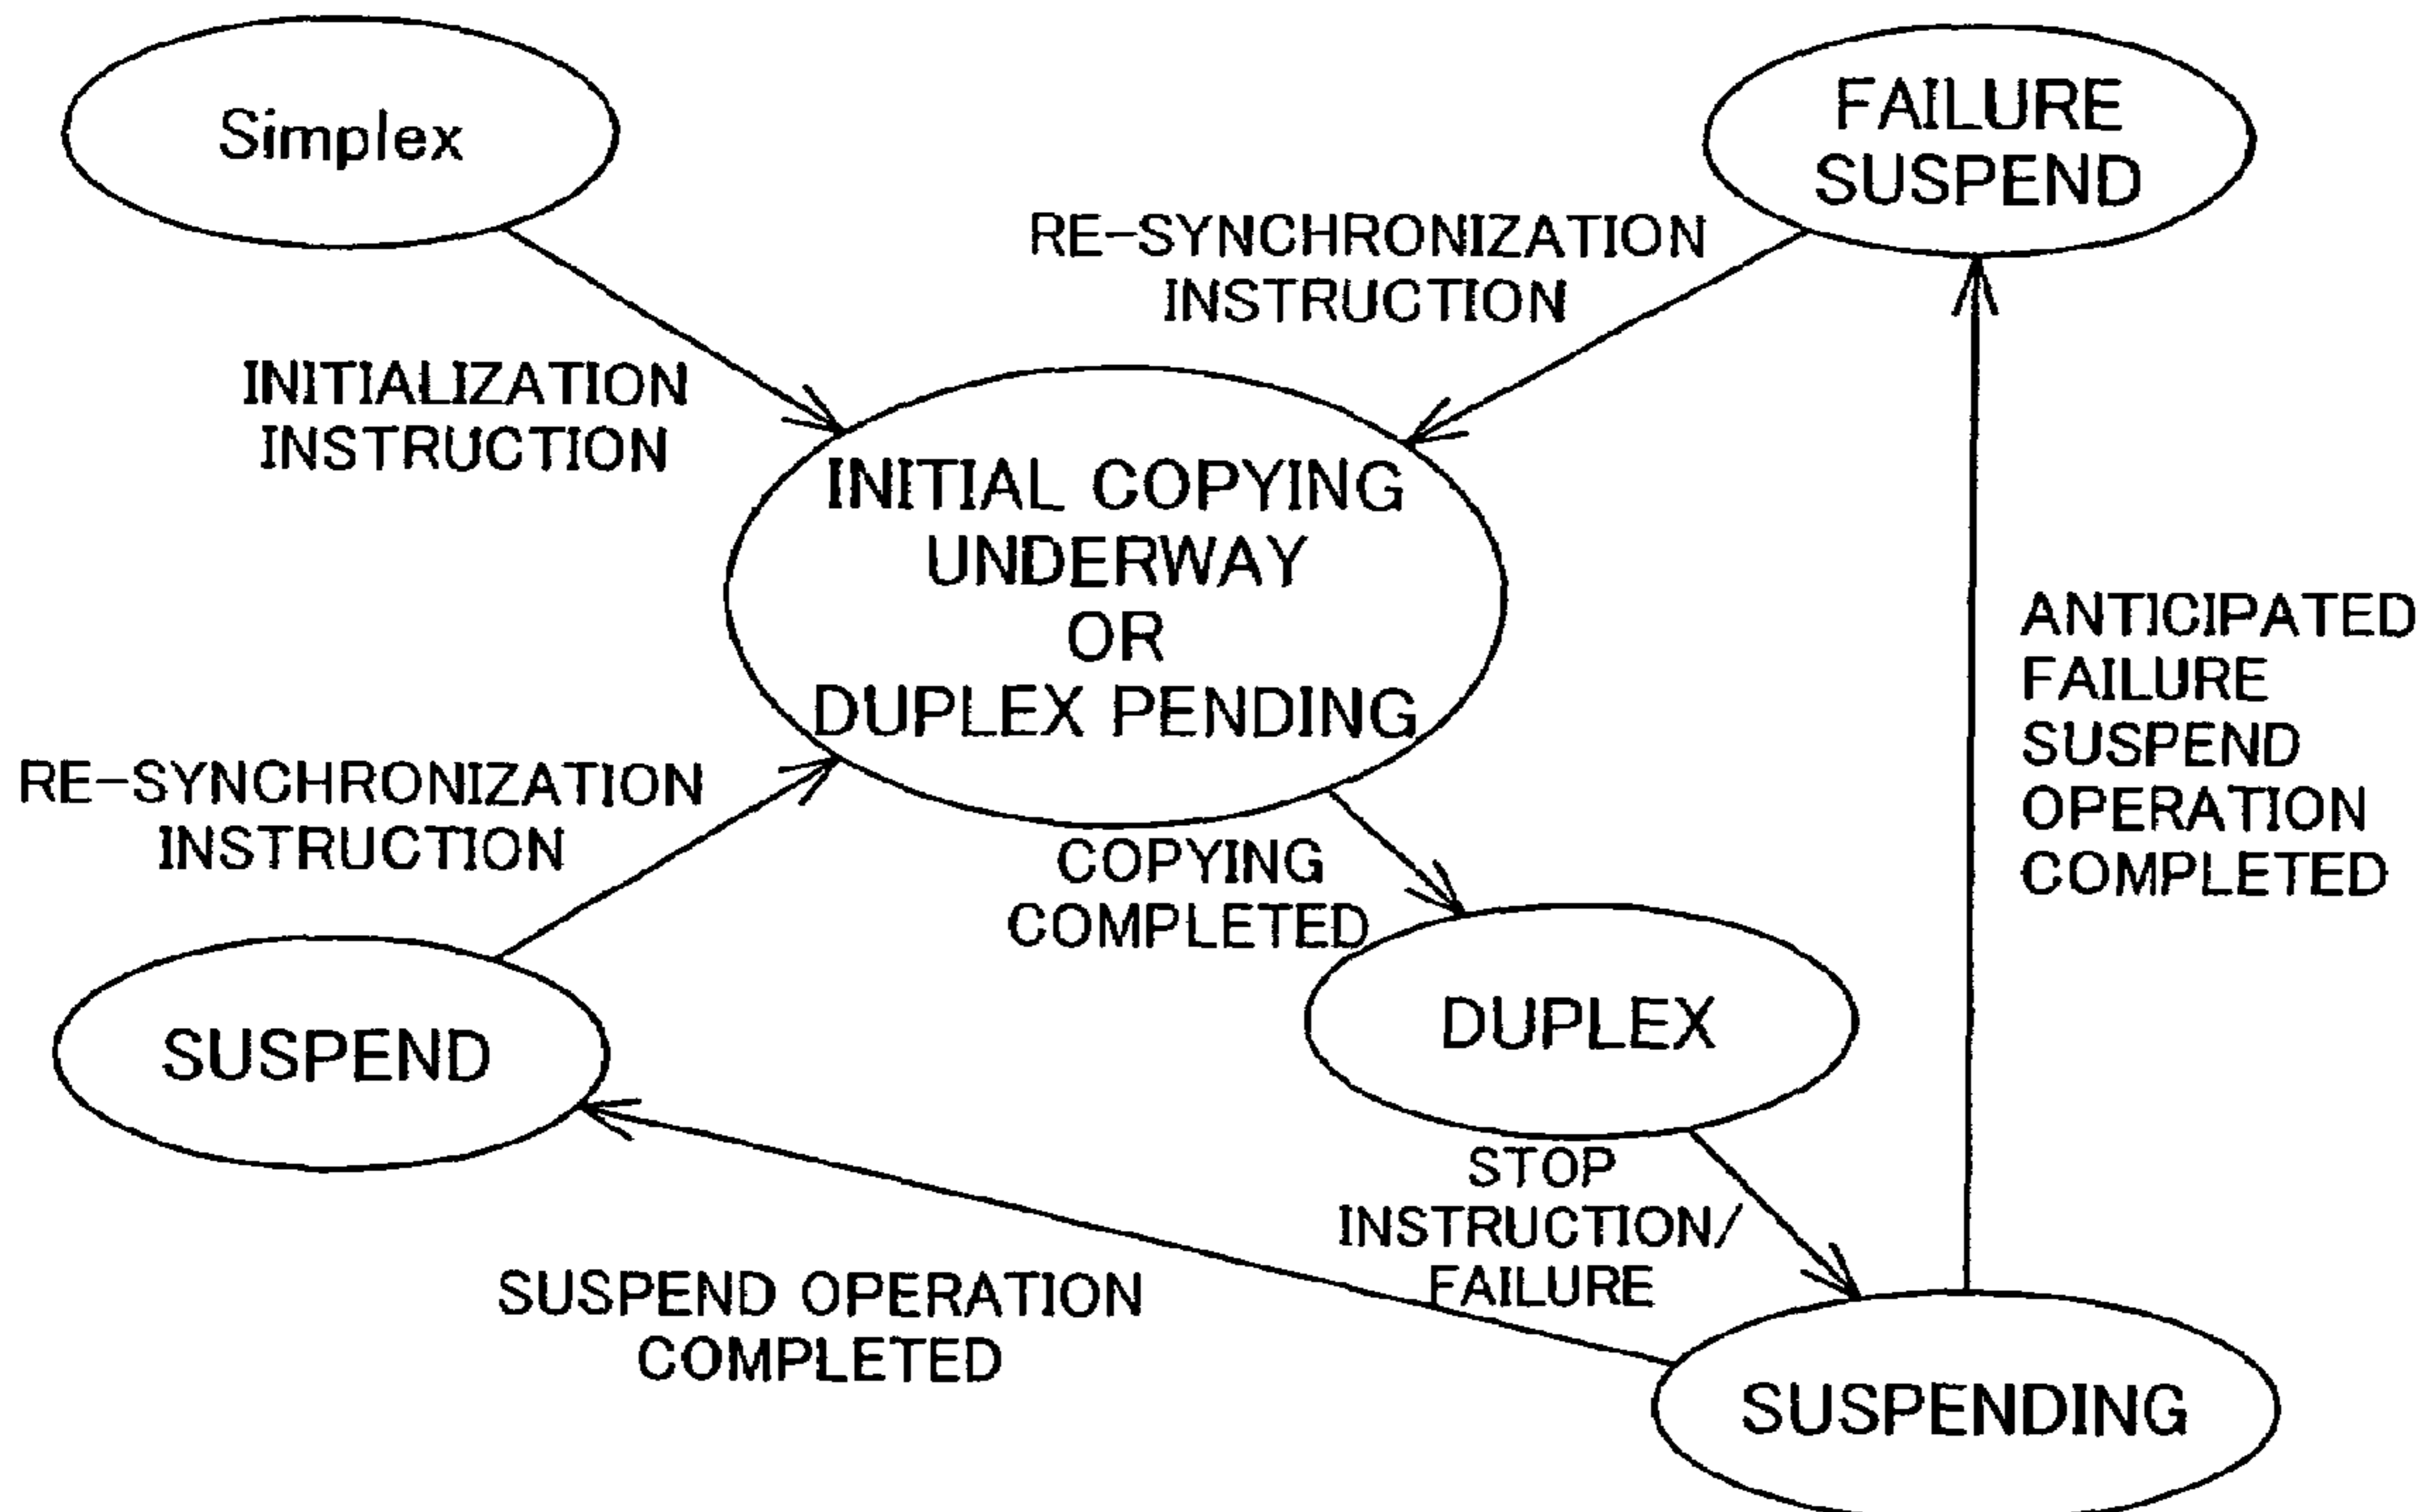 Simplex
FAILURE
SUSPEND
RE-SYNCHRONIZATION
INSTRUCTION
INITIALIZATION
INSTRUCTION
INITIAL COPYING
UNDERWAY
OR
DUPLEX PENDING
ANTICIPATED
FAILURE
SUSPEND
OPERATION
COMPLETED
RE-SYNCHRONIZATION
INSTRUCTION
COPYING
COMPLETED
SUSPEND
DUPLEX
STOP
INSTRUCTION/
FAILURE
SUSPEND OPERATION
COMPLETED
SUSPENDING